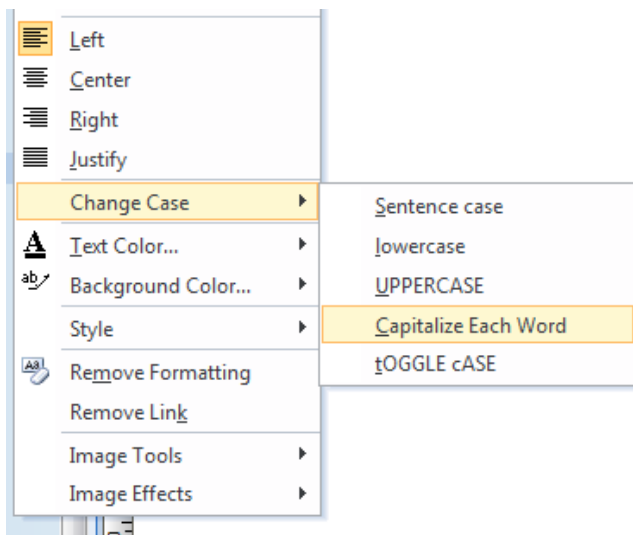 Left
Center
Right
Justify
Change Case
Text Color...
Background Color...
Style
Remove Formatting
Remove Link
Image Tools
Image Effects
Sentence case
lowercase
UPPERCASE
Capitalize Each Word
tOGGLE cASE